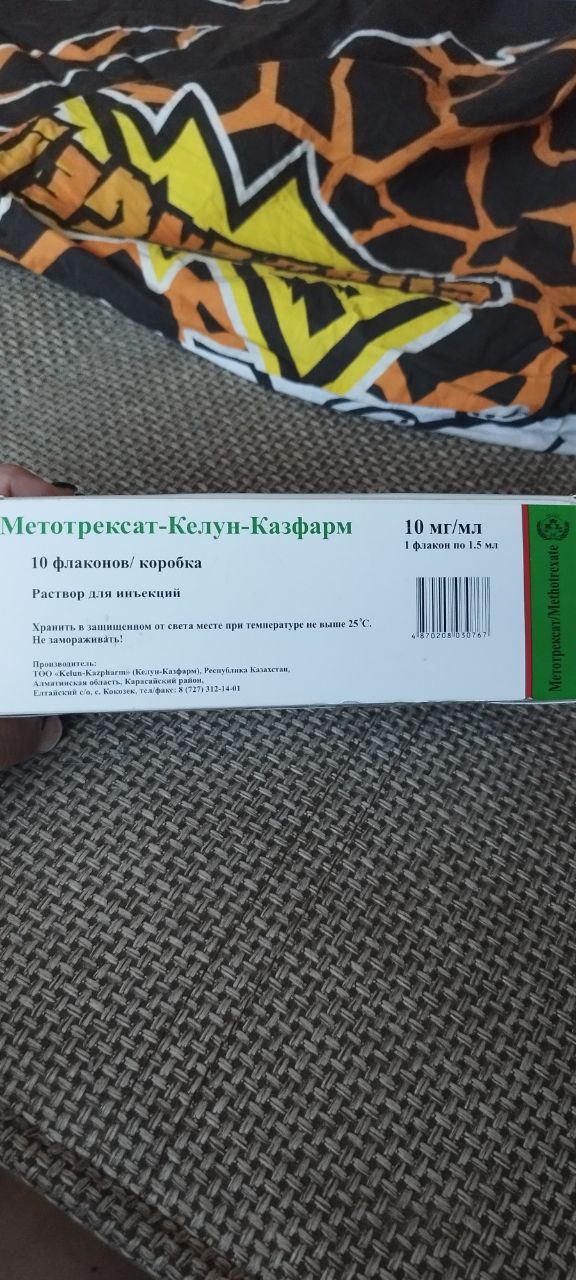 Метотрексат-Келун-Казфарм
10 мг/мл
1 флакон по 1.5 мл
10 флаконов/ коробка
Раствор для инъекций
Хранить в защищенном от света месте при температуре не выше 25°C.
Не замораживать!
Производитель:
ТОО «Kelun-Kazpharm» (Келун-Казфарм), Республика Казахстан,
Алматинская область, Карасайский район,
Елтайский с/о, с. Кокозек, тел/факс: 8 (727) 312-14-01
4 870208 030767
Метотрексат/Methotrexate